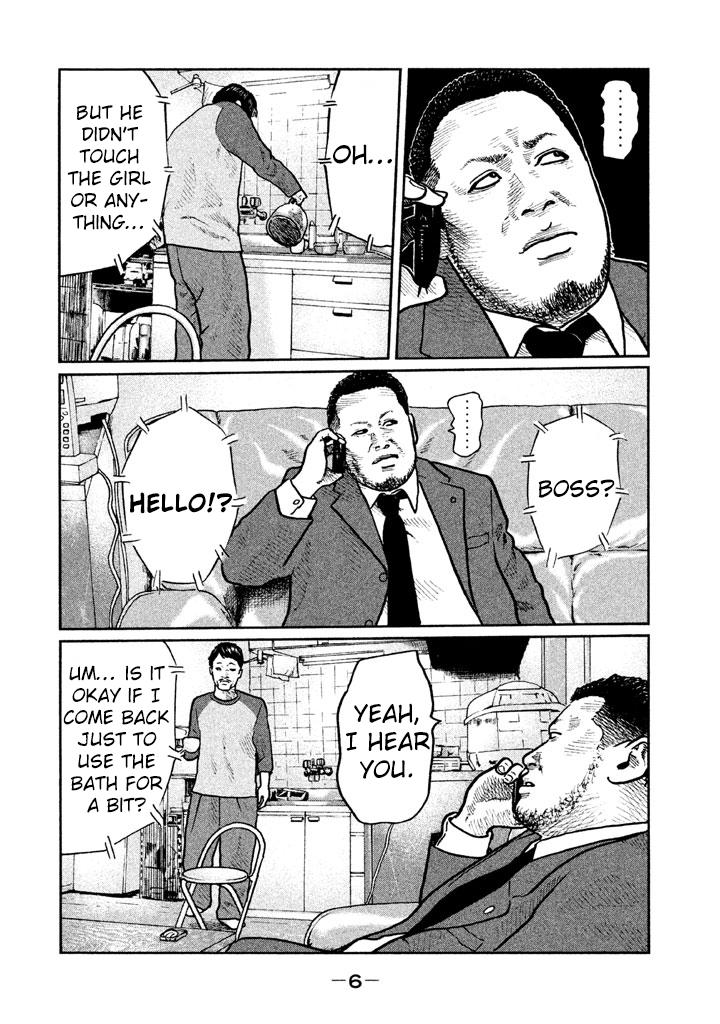 ......
OH...
BUT HE
DIDN'T
TOUCH
THE GIRL
OR ANY-
THING...
BOSS?
......
HELLO!?
YEAH,
I HEAR
YOU.
UM... IS IT
OKAY IF I
COME BACK
JUST TO
USE THE
BATH FOR
A BIT?
—6—